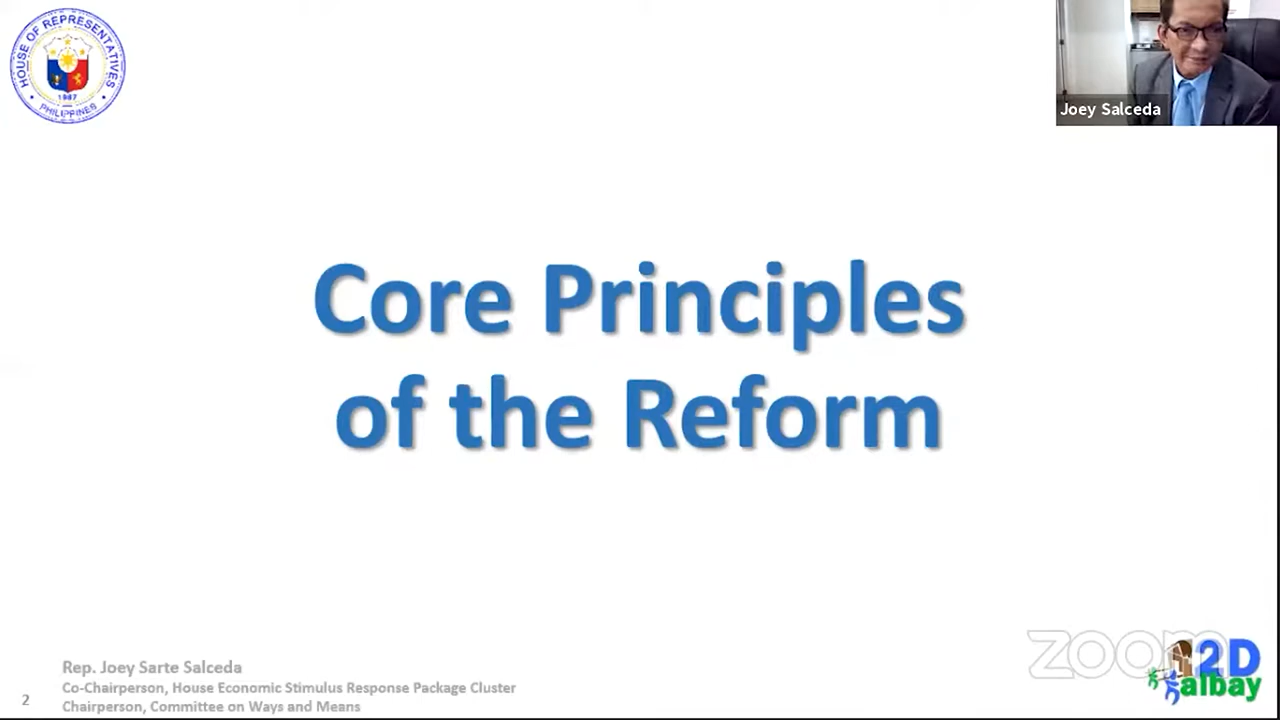 HOUSE OF REPRESENTATIVES
1987
PHILIPPINES
Joey Salceda
Core Principles
of the Reform
Rep. Joey Sarte Salceda
Co-Chairperson, House Economic Stimulus Response Package Cluster
Chairperson, Committee on Ways and Means
2
zoom
2D
albay